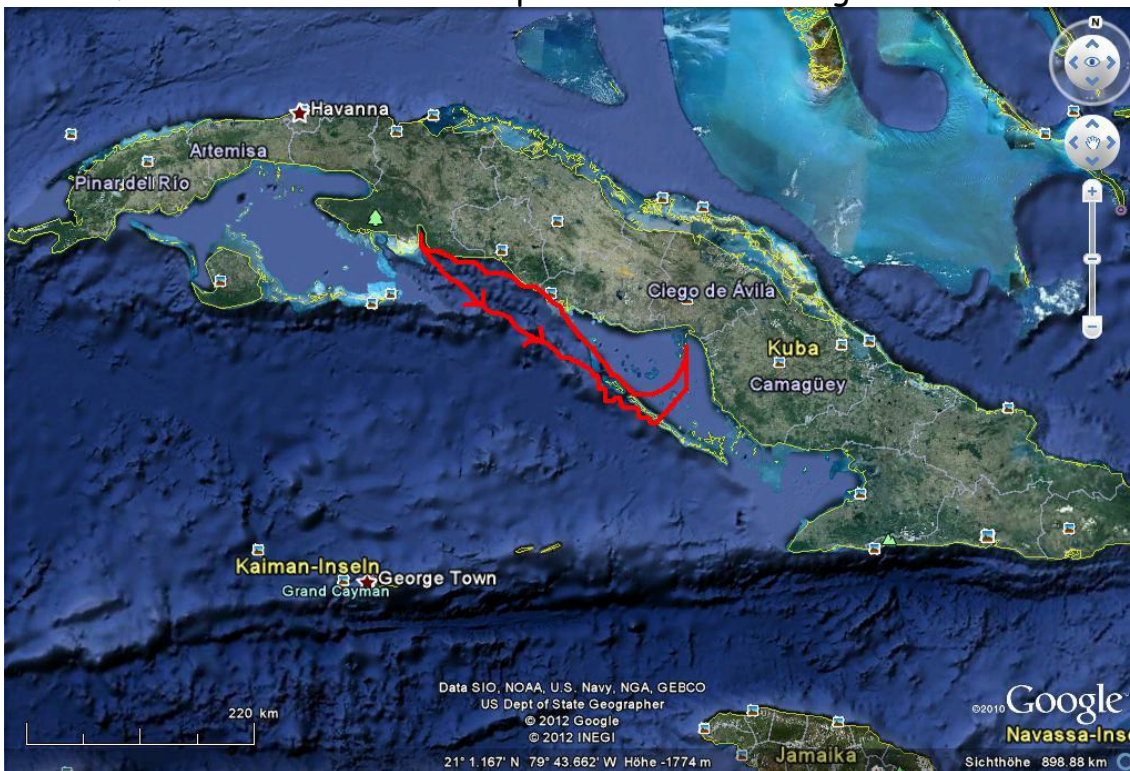 N
Havanna
Artemisa
Pinar del Río
Ciego de Ávila
Kuba
Camagüey
Kaiman-Inseln
George Town
Grand Cayman
Data SIO, NOAA, U.S. Navy, NGA, GEBCO
US Dept of State Geographer
© 2012 Google
© 2012 INEGI
220 km
©2010 Google
Navassa-Inse
Jamaika
21° 1.167' N 79° 43.662' W Höhe -1774 m
Sichthöhe 898.88 km